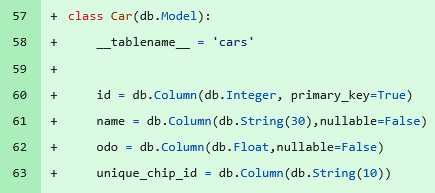 57 + class Car(db.Model):
58 +     __tablename__ = 'cars'
59 +
60 +     id = db.Column(db.Integer, primary_key=True)
61 +     name = db.Column(db.String(30),nullable=False)
62 +     odo = db.Column(db.Float,nullable=False)
63 +     unique_chip_id = db.Column(db.String(10))